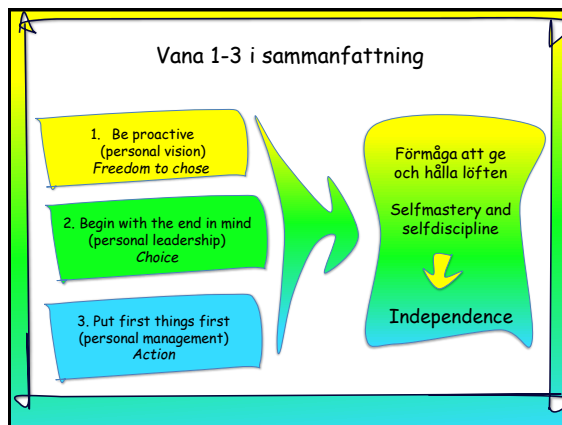 Vana 1-3 i sammanfattning
1. Be proactive
(personal vision)
Freedom to chose
2. Begin with the end in mind
(personal leadership)
Choice
3. Put first things first
(personal management)
Action
Förmåga att ge
och hålla löften
Selfmastery and
selfdiscipline
Independence